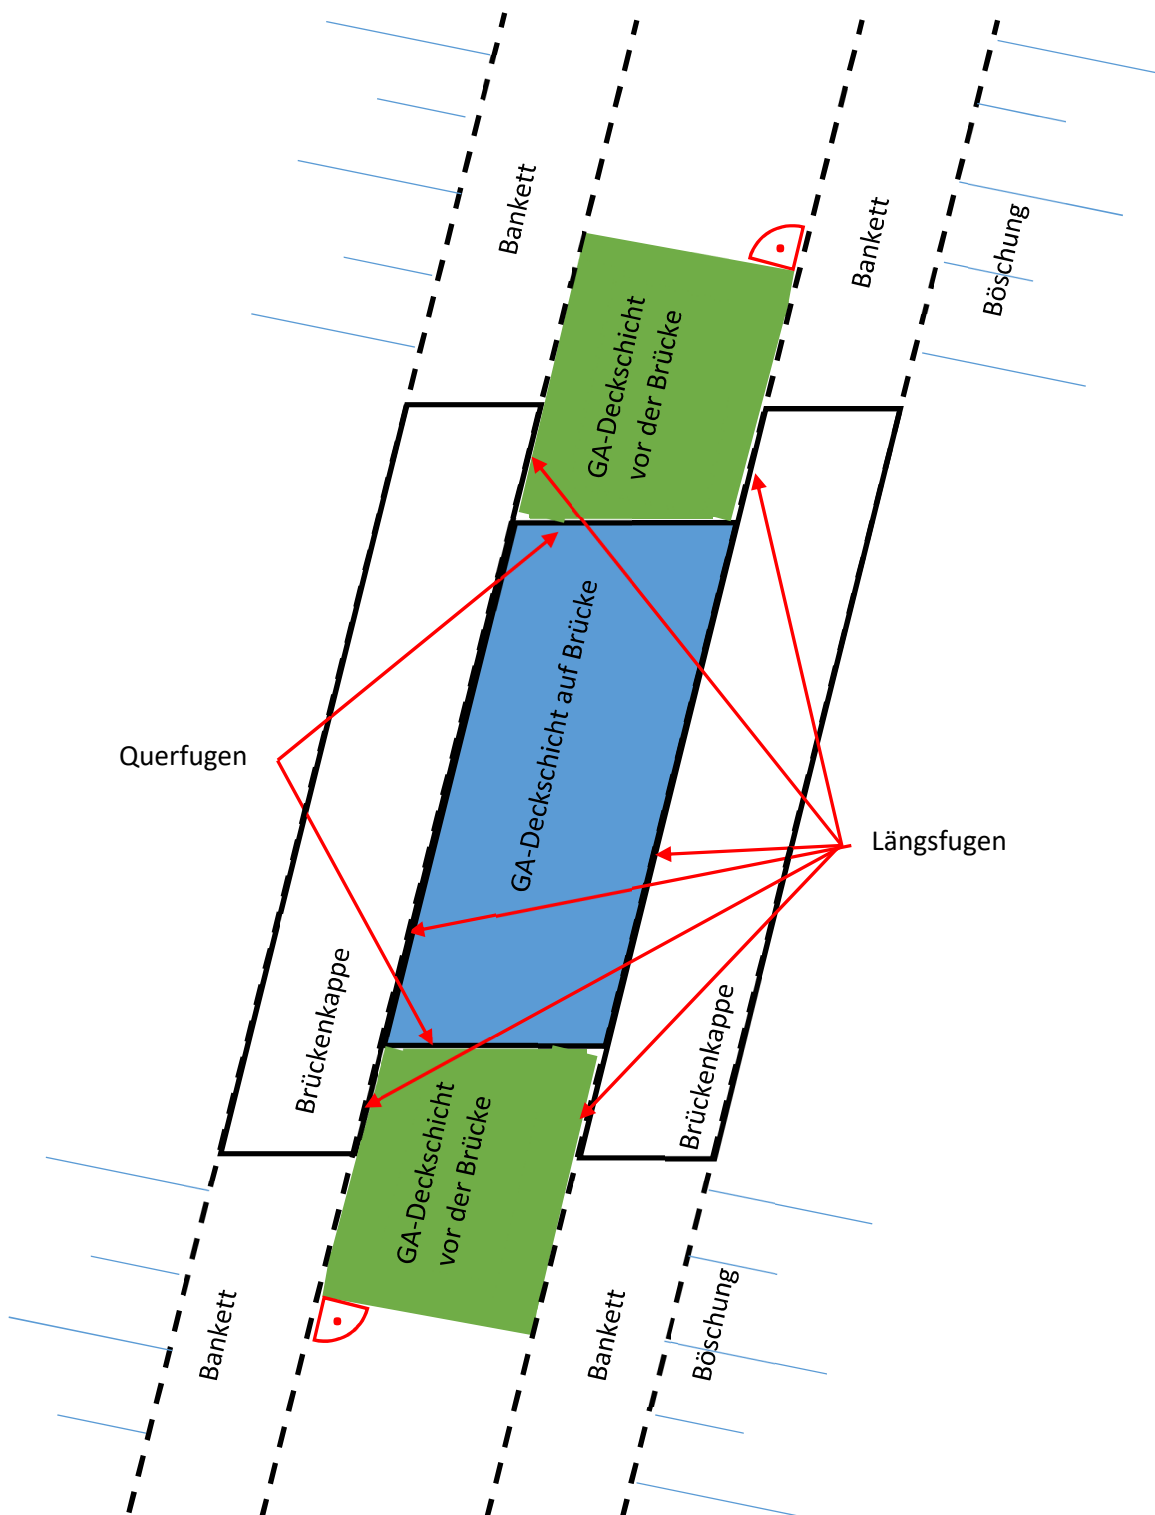 Bankett
Bankett
Böschung
GA-Deckschicht
vor der Brücke
GA-Deckschicht auf Brücke
Querfugen
Längsfugen
Brückenkappe
Brückenkappe
GA-Deckschicht
vor der Brücke
Bankett
Bankett
Böschung